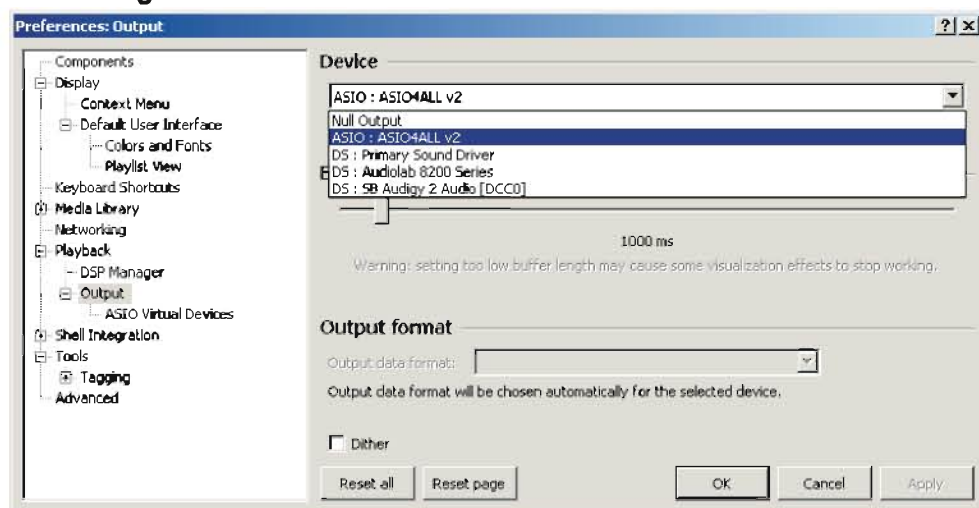 Preferences: Output
Components
Display
Context Menu
Default User Interface
Colors and Fonts
Playlist View
Keyboard Shortcuts
Media Library
Networking
Playback
DSP Manager
Output
ASIO Virtual Devices
Shell Integration
Tools
Tagging
Advanced
Device
ASIO : ASIO4ALL v2
Null Output
ASIO : ASIO4ALL v2
DS : Primary Sound Driver
DS : Audiolab 8200 Series
DS : SB Audigy 2 Audio [DCC0]
1000 ms
Warning: setting too low buffer length may cause some visualization effects to stop working.
Output format
Output data format:
Output data format will be chosen automatically for the selected device.
Dither
Reset all
Reset page
OK
Cancel
Apply